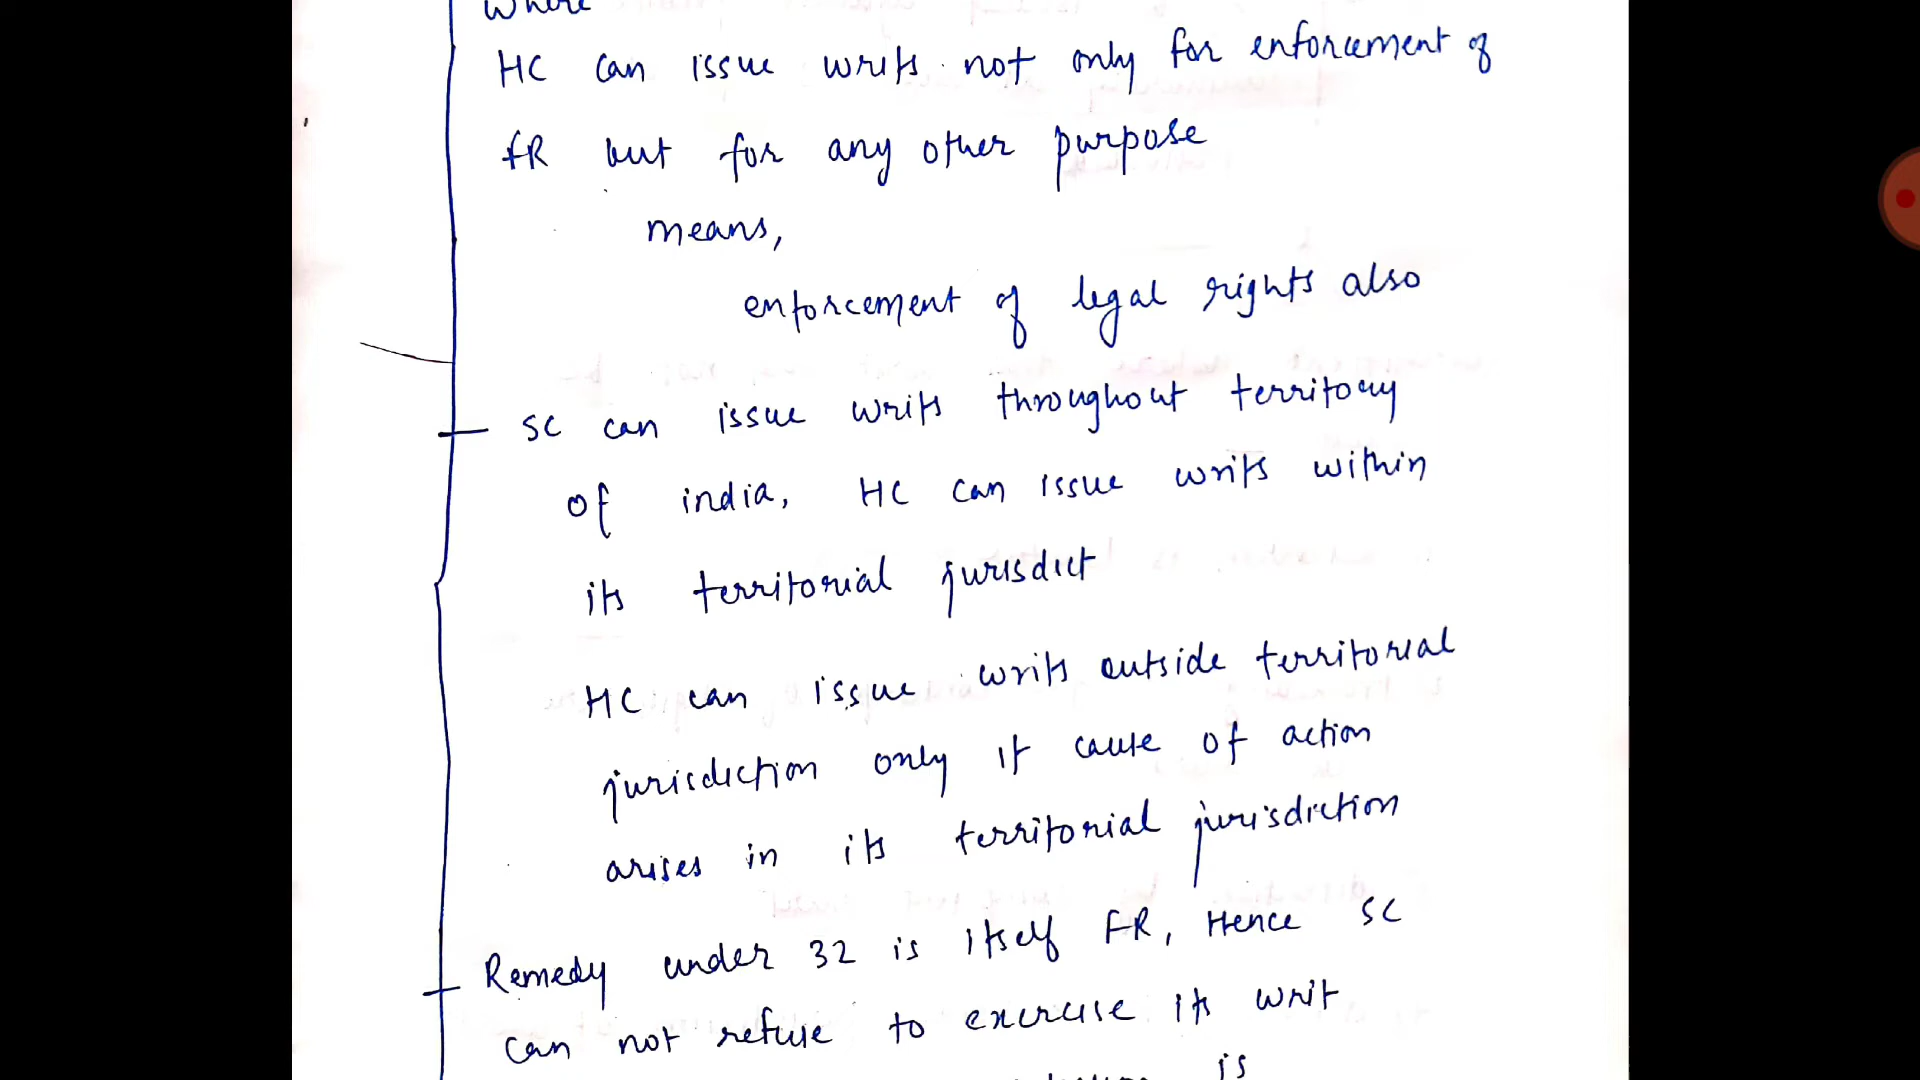 where
HC can issue writs not only for enforcement of
FR but for any other purpose
means,
enforcement of legal rights also
SC can issue writs throughout territory
of india, HC can issue writs within
its territorial jurisdict
HC can issue writs outside territorial
jurisdiction only if cause of action
arises in its territorial jurisdiction
Remedy under 32 is itself FR, Hence SC
can not refuse to exercise its writ
is